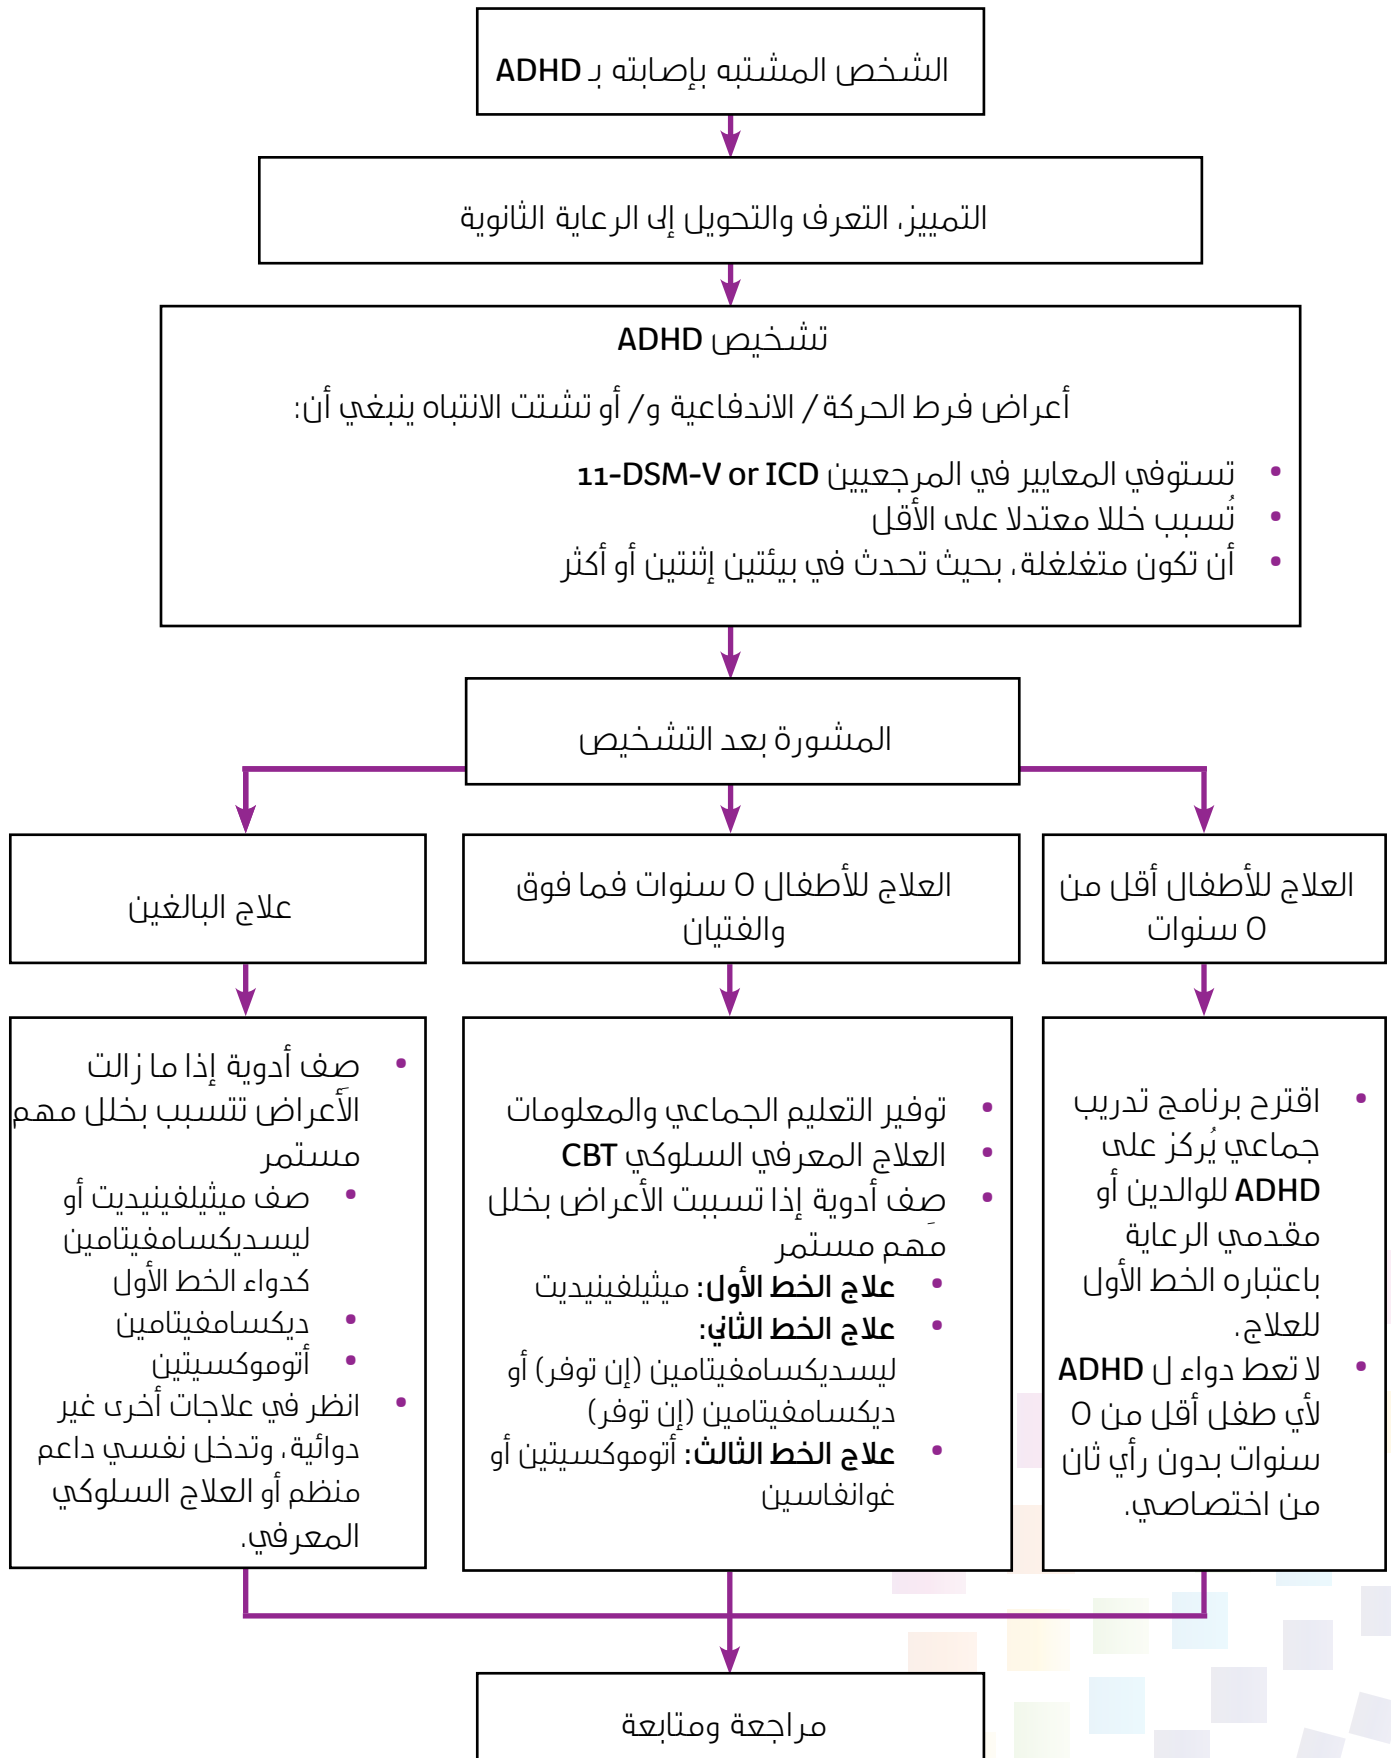 الشخص المشتبه بإصابته بـ ADHD
التمييز، التعرف والتحويل إلى الرعاية الثانوية
تشخيص ADHD
أعراض فرط الحركة/ الاندفاعية و/ أو تشتت الانتباه ينبغي أن:
• تستوفي المعايير في المرجعيين 11-DSM-V or ICD
• تُسبب خللا معتدلا على الأقل
• أن تكون متغلغلة، بحيث تحدث في بيئتين إثنتين أو أكثر
المشورة بعد التشخيص
العلاج للأطفال أقل من
٥ سنوات
• اقترح برنامج تدريب
جماعي يُركز على
ADHD للوالدين أو
مقدمي الرعاية
باعتباره الخط الأول
للعلاج.
• لا تعط دواء ل ADHD
لأي طفل أقل من ٥
سنوات بدون رأي ثان
من اختصاصي.
العلاج للأطفال ٥ سنوات فما فوق
والفتيان
• توفير التعليم الجماعي والمعلومات
• العلاج المعرفي السلوكي CBT
• صِف أدوية إذا تسببت الأعراض بخلل
مهم مستمر
• علاج الخط الأول: ميثيلفينيديت
• علاج الخط الثاني:
ليسديكسامفيتامين (إن توفر) أو
ديكسامفيتامين (إن توفر)
• علاج الخط الثالث: أتوموكسيتين أو
غوانفاسين
علاج البالغين
• صِف أدوية إذا ما زالت
الأعراض تتسبب بخلل مهم
مستمر
• صف ميثيلفينيديت أو
ليسديكسامفيتامين
كدواء الخط الأول
• ديكسامفيتامين
• أتوموكسيتين
• انظر في علاجات أخرى غير
دوائية، وتدخل نفسي داعم
منظم أو العلاج السلوكي
المعرفي.
مراجعة ومتابعة